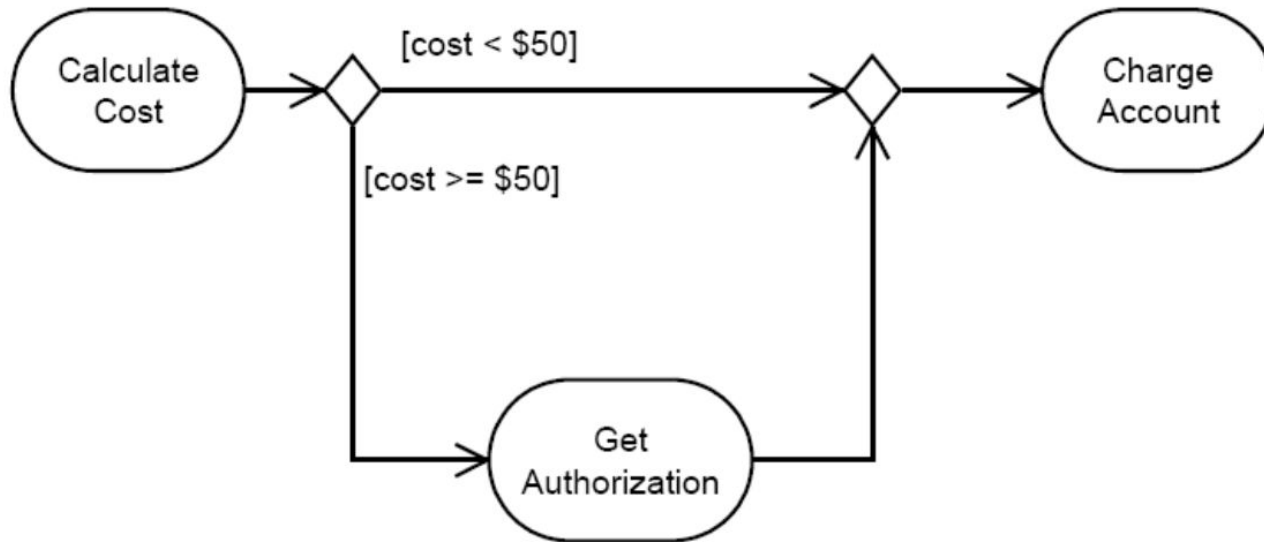 Calculate
Cost
[cost < $50]
Charge
Account
[cost >= $50]
Get
Authorization